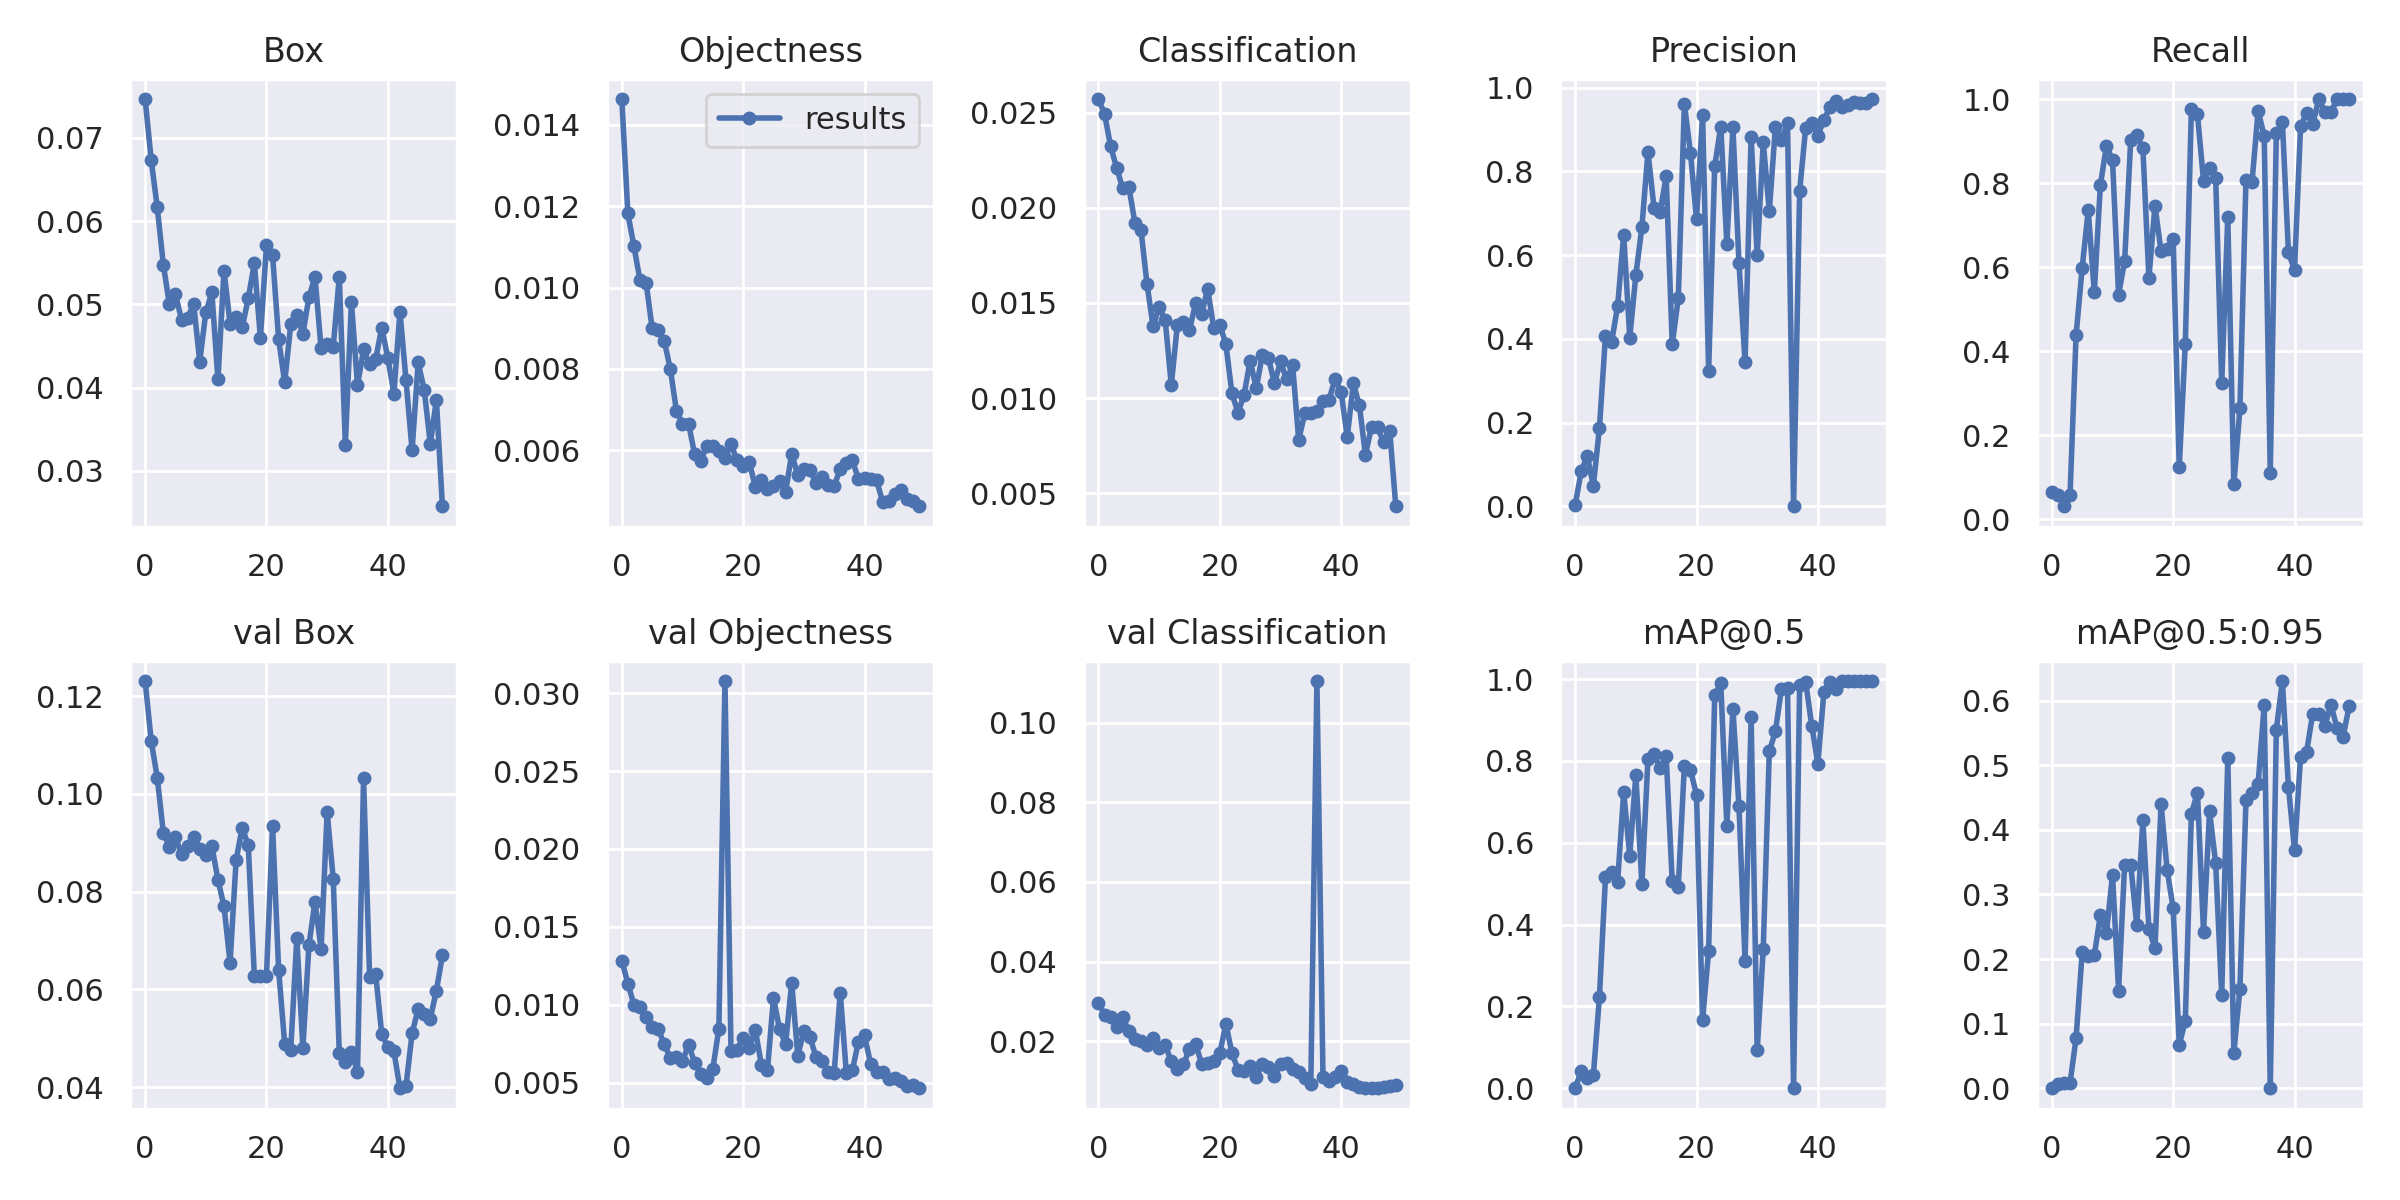 Box
Objectness
Classification
Precision
Recall
0.07
0.06
0.05
0.04
0.03
0 20 40
results
0.014
0.012
0.010
0.008
0.006
0 20 40
0.025
0.020
0.015
0.010
0.005
0 20 40
1.0
0.8
0.6
0.4
0.2
0.0
0 20 40
1.0
0.8
0.6
0.4
0.2
0.0
0 20 40
val Box
val Objectness
val Classification
mAP@0.5
mAP@0.5:0.95
0.12
0.10
0.08
0.06
0.04
0 20 40
0.030
0.025
0.020
0.015
0.010
0.005
0 20 40
0.10
0.08
0.06
0.04
0.02
0 20 40
1.0
0.8
0.6
0.4
0.2
0.0
0 20 40
0.6
0.5
0.4
0.3
0.2
0.1
0.0
0 20 40